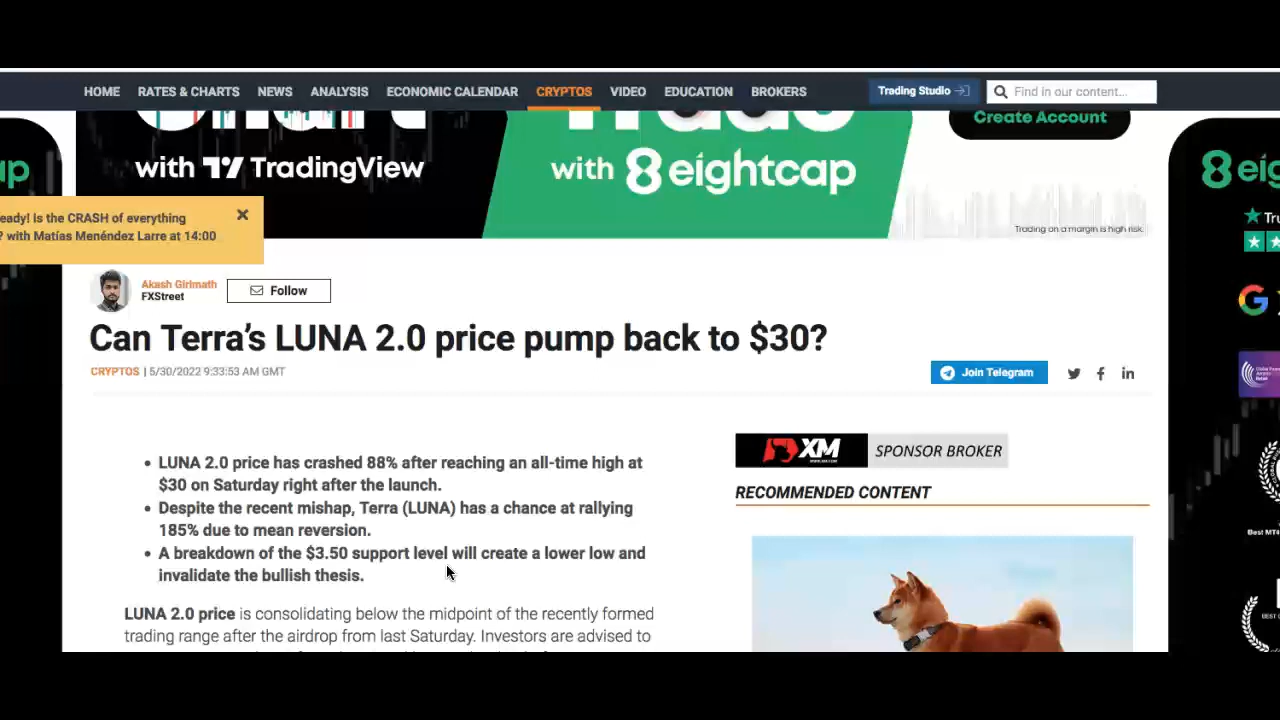 HOME RATES & CHARTS NEWS ANALYSIS ECONOMIC CALENDAR CRYPTOS VIDEO EDUCATION BROKERS Trading Studio Find in our content...
Create Account
with TradingView
with 8 eightcap
Trading on a margin is high risk.
eady! Is the CRASH of everything
? with Matías Menéndez Larre at 14:00
Akash Girimath
FXStreet
Follow
Can Terra's LUNA 2.0 price pump back to $30?
CRYPTOS | 5/30/2022 9:33:53 AM GMT
Join Telegram
LUNA 2.0 price has crashed 88% after reaching an all-time high at
$30 on Saturday right after the launch.
Despite the recent mishap, Terra (LUNA) has a chance at rallying
185% due to mean reversion.
A breakdown of the $3.50 support level will create a lower low and
invalidate the bullish thesis.
LUNA 2.0 price is consolidating below the midpoint of the recently formed
trading range after the airdrop from last Saturday. Investors are advised to
XM SPONSOR BROKER
RECOMMENDED CONTENT